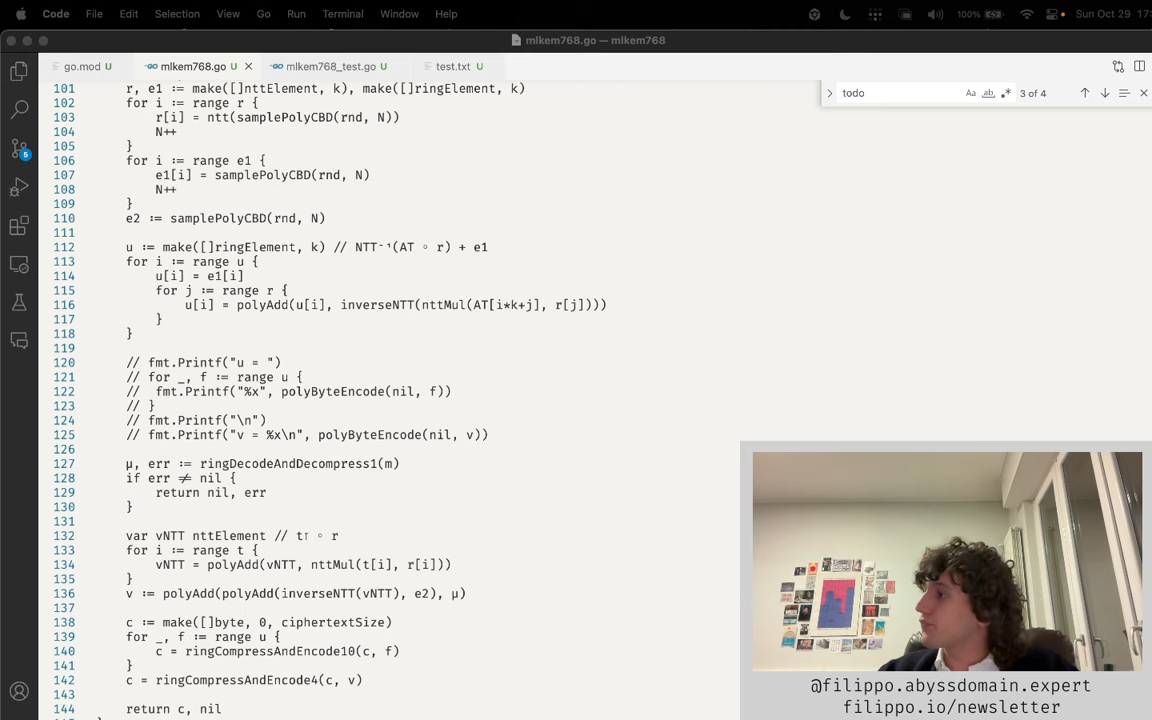 Code File Edit Selection View Go Run Terminal Window Help 100% Sun Oct 29 17:
mlkem768.go — mlkem768
go.mod U mlkem768.go U mlkem768_test.go U test.txt U
todo Aa ab 3 of 4
5
101 r, e1 := make([]nttElement, k), make([]ringElement, k)
102 for i := range r {
103 r[i] = ntt(samplePolyCBD(rnd, N))
104 N++
105 }
106 for i := range e1 {
107 e1[i] = samplePolyCBD(rnd, N)
108 N++
109 }
110 e2 := samplePolyCBD(rnd, N)
111
112 u := make([]ringElement, k) // NTT⁻¹(AT ∘ r) + e1
113 for i := range u {
114 u[i] = e1[i]
115 for j := range r {
116 u[i] = polyAdd(u[i], inverseNTT(nttMul(AT[i*k+j], r[j])))
117 }
118 }
119
120 // fmt.Printf("u = ")
121 // for _, f := range u {
122 // fmt.Printf("%x", polyByteEncode(nil, f))
123 // }
124 // fmt.Printf("\n")
125 // fmt.Printf("v = %x\n", polyByteEncode(nil, v))
126
127 μ, err := ringDecodeAndDecompress1(m)
128 if err ≠ nil {
129 return nil, err
130 }
131
132 var vNTT nttElement // t⊺ ∘ r
133 for i := range t {
134 vNTT = polyAdd(vNTT, nttMul(t[i], r[i]))
135 }
136 v := polyAdd(polyAdd(inverseNTT(vNTT), e2), μ)
137
138 c := make([]byte, 0, ciphertextSize)
139 for _, f := range u {
140 c = ringCompressAndEncode10(c, f)
141 }
142 c = ringCompressAndEncode4(c, v)
143
144 return c, nil
@filippo.abyssdomain.expert
filippo.io/newsletter